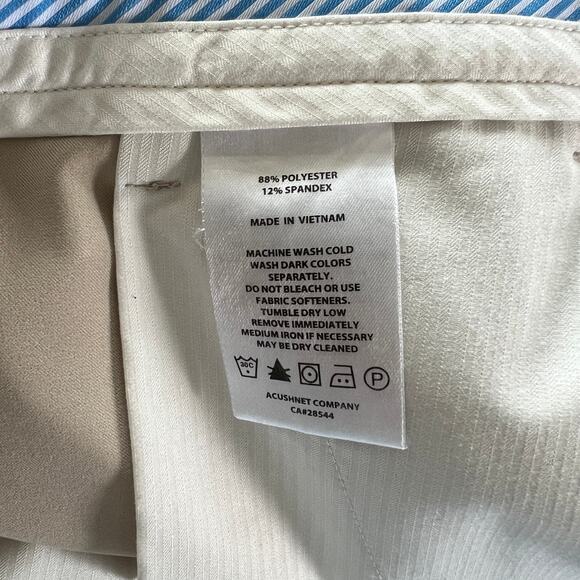 88% POLYESTER
12% SPANDEX
MADE IN VIETNAM
MACHINE WASH COLD
WASH DARK COLORS
SEPARATELY.
DO NOT BLEACH OR USE
FABRIC SOFTENERS.
TUMBLE DRY LOW
REMOVE IMMEDIATELY
MEDIUM IRON IF NECESSARY
MAY BE DRY CLEANED
30C P
ACUSHNET COMPANY
CA#28544